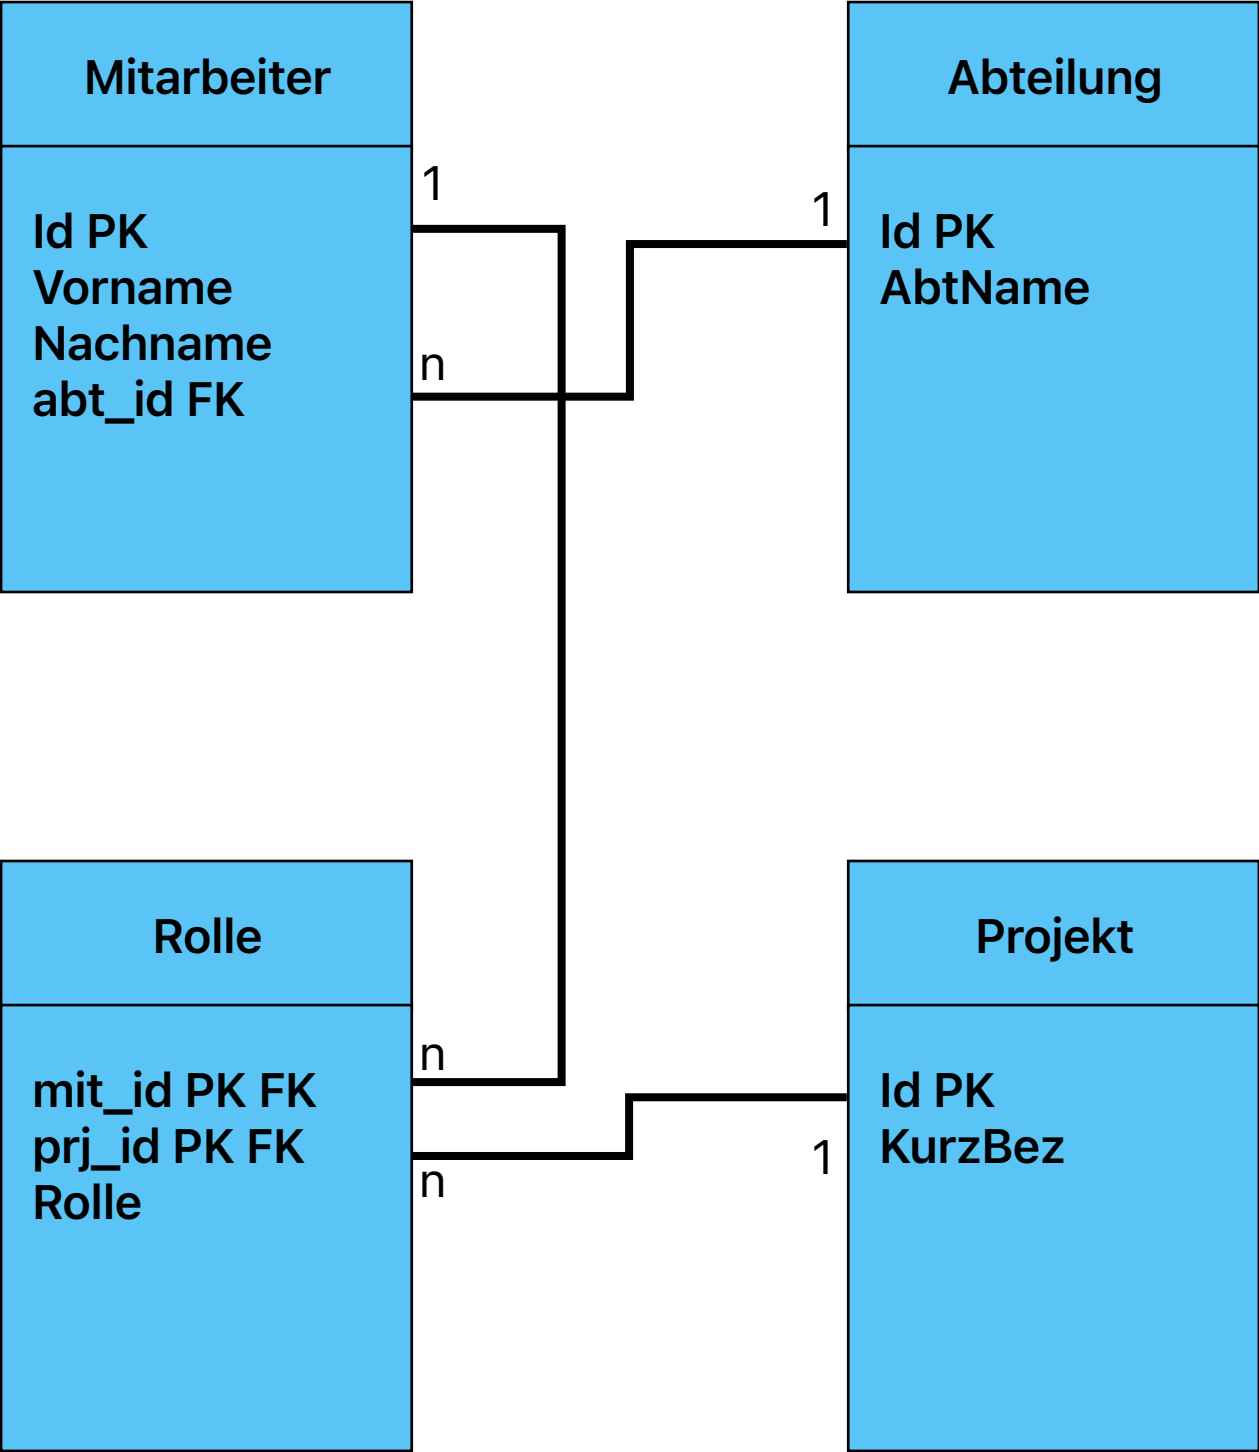 Mitarbeiter
Id PK
Vorname
Nachname
abt_id FK
1
n
Abteilung
1
Id PK
AbtName
Rolle
mit_id PK FK
prj_id PK FK
Rolle
n
n
Projekt
1
Id PK
KurzBez